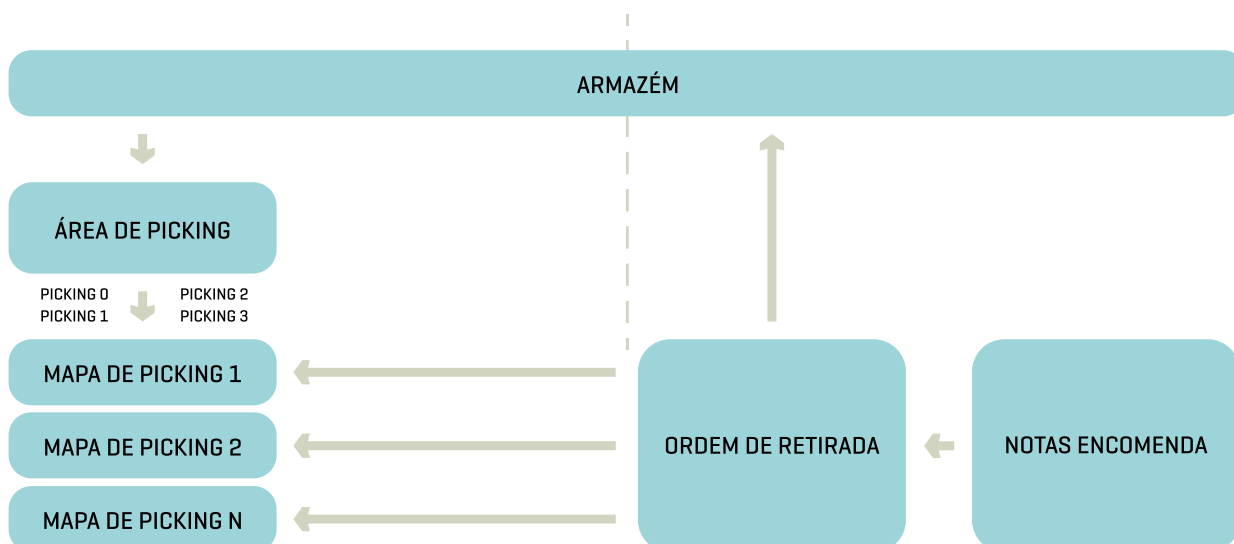 ARMAZÉM
ÁREA DE PICKING
PICKING 0
PICKING 1
PICKING 2
PICKING 3
MAPA DE PICKING 1
MAPA DE PICKING 2
MAPA DE PICKING N
ORDEM DE RETIRADA
NOTAS ENCOMENDA